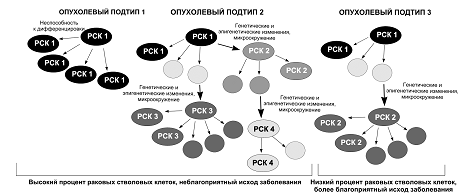 ОПУХОЛЕВЫЙ ПОДТИП 1
ОПУХОЛЕВЫЙ ПОДТИП 2
ОПУХОЛЕВЫЙ ПОДТИП 3
Неспособность
к дифференцировке
РСК 1
РСК 1
РСК 1
РСК 1
РСК 1
РСК 1
РСК 1
Генетические и
эпигенетические изменения,
микроокружение
РСК 2
РСК 2
Генетические
и эпигенетические изменения,
микроокружение
РСК 3
РСК 3
РСК 3
Генетические и
эпигенетические изменения,
микроокружение
РСК 4
РСК 4
РСК 1
РСК 1
Генетические и
эпигенетические изменения,
микроокружение
РСК 2
РСК 2
РСК 2
Высокий процент раковых стволовых клеток, неблагоприятный исход заболевания
Низкий процент раковых стволовых клеток,
более благоприятный исход заболевания